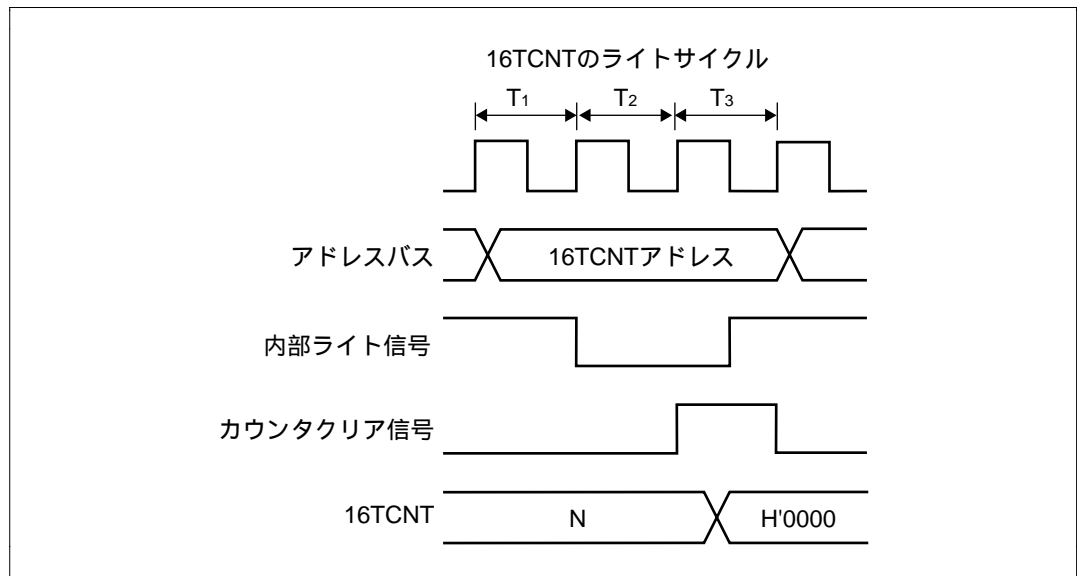 16TCNTのライトサイクル
T1 T2 T3
アドレスバス 16TCNTアドレス
内部ライト信号
カウンタクリア信号
16TCNT N H'0000